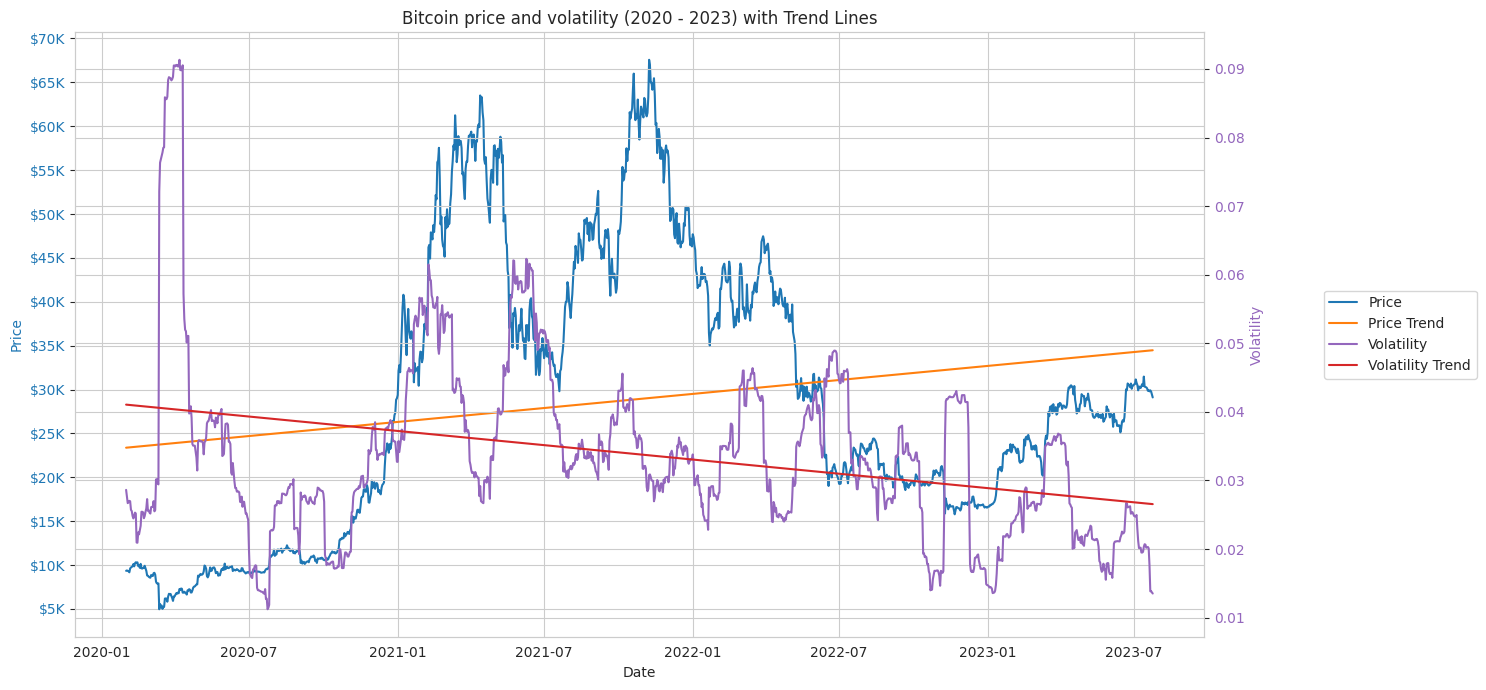 Bitcoin price and volatility (2020 - 2023) with Trend Lines
$70K
$65K
$60K
$55K
$50K
$45K
$40K
$35K
$30K
$25K
$20K
$15K
$10K
$5K
Price
0.09
0.08
0.07
0.06
0.05
0.04
0.03
0.02
0.01
Volatility
2020-01
2020-07
2021-01
2021-07
2022-01
2022-07
2023-01
2023-07
Date
Price
Price Trend
Volatility
Volatility Trend